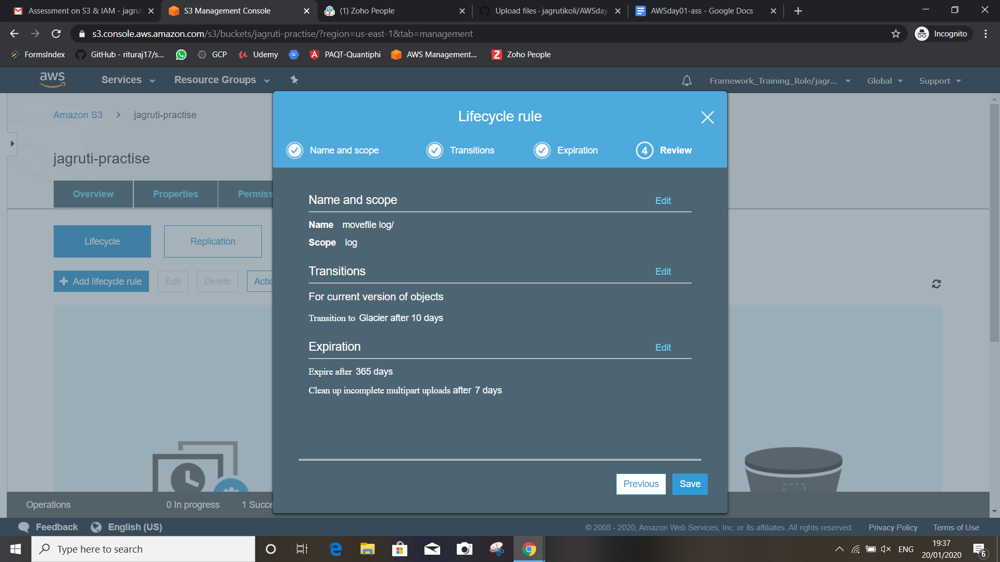 Assessment on S3 & IAM - jagrut
S3 Management Console
(1) Zoho People
Upload files · jagrutikoli/AWSday
AWSday01-ass - Google Docs
s3.console.aws.amazon.com/s3/buckets/jagruti-practise/?region=us-east-1&tab=management
Incognito
FormsIndex
GitHub - rituraj17/s...
GCP
Udemy
PAQT-Quantiphi
AWS Management...
Zoho People
aws
Services
Resource Groups
Framework_Training_Role/jagr...
Global
Support
Amazon S3 > jagruti-practise
jagruti-practise
Overview
Properties
Permiss
Lifecycle
Replication
+ Add lifecycle rule
Edit
Delete
Actic
Lifecycle rule
Name and scope
Transitions
Expiration
4 Review
Name and scope
Edit
Name movefile log/
Scope log
Transitions
Edit
For current version of objects
Transition to Glacier after 10 days
Expiration
Edit
Expire after 365 days
Clean up incomplete multipart uploads after 7 days
Previous
Save
Operations
0 In progress
1 Succe
Feedback
English (US)
© 2008 - 2020, Amazon Web Services, Inc. or its affiliates. All rights reserved.
Privacy Policy
Terms of Use
Type here to search
ENG
19:37
20/01/2020
6